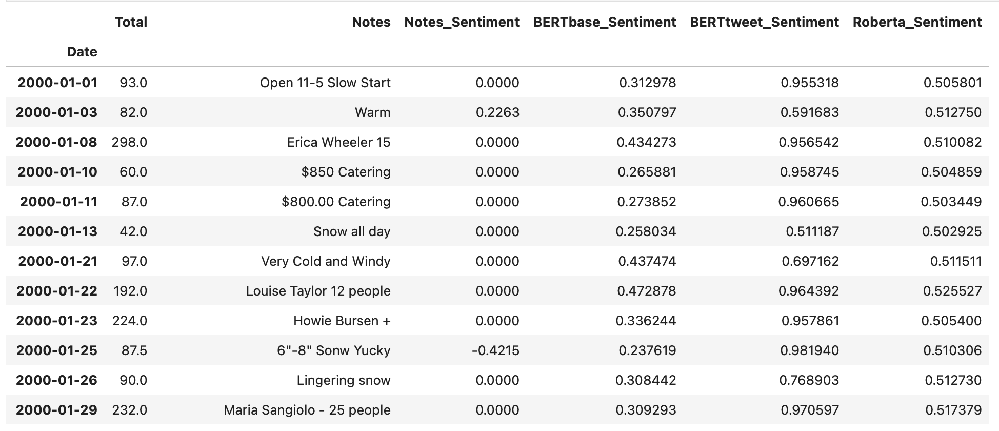 Total Notes Notes_Sentiment BERTbase_Sentiment BERTtweet_Sentiment Roberta_Sentiment
Date
2000-01-01 93.0 Open 11-5 Slow Start 0.0000 0.312978 0.955318 0.505801
2000-01-03 82.0 Warm 0.2263 0.350797 0.591683 0.512750
2000-01-08 298.0 Erica Wheeler 15 0.0000 0.434273 0.956542 0.510082
2000-01-10 60.0 $850 Catering 0.0000 0.265881 0.958745 0.504859
2000-01-11 87.0 $800.00 Catering 0.0000 0.273852 0.960665 0.503449
2000-01-13 42.0 Snow all day 0.0000 0.258034 0.511187 0.502925
2000-01-21 97.0 Very Cold and Windy 0.0000 0.437474 0.697162 0.511511
2000-01-22 192.0 Louise Taylor 12 people 0.0000 0.472878 0.964392 0.525527
2000-01-23 224.0 Howie Bursen + 0.0000 0.336244 0.957861 0.505400
2000-01-25 87.5 6"-8" Sonw Yucky -0.4215 0.237619 0.981940 0.510306
2000-01-26 90.0 Lingering snow 0.0000 0.308442 0.768903 0.512730
2000-01-29 232.0 Maria Sangiolo - 25 people 0.0000 0.309293 0.970597 0.517379